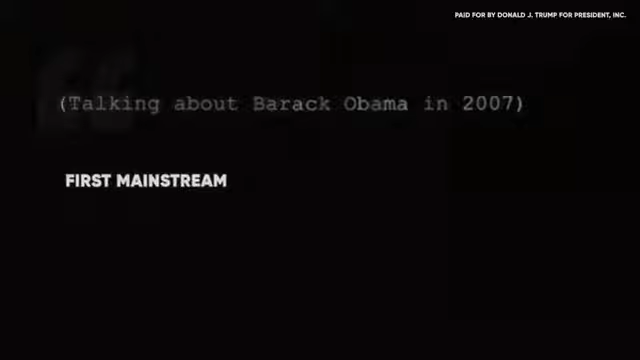 PAID FOR BY DONALD J. TRUMP FOR PRESIDENT, INC.
(Talking about Barack Obama in 2007)
FIRST MAINSTREAM